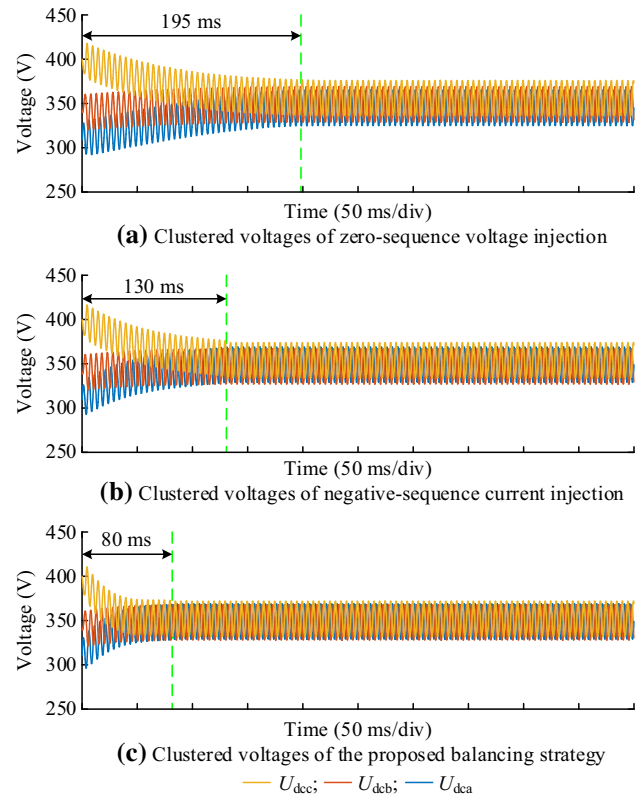 195 ms
450
400
350
300
250
Voltage (V)
Time (50 ms/div)
(a) Clustered voltages of zero-sequence voltage injection
130 ms
450
400
350
300
250
Voltage (V)
Time (50 ms/div)
(b) Clustered voltages of negative-sequence current injection
80 ms
450
400
350
300
250
Voltage (V)
Time (50 ms/div)
(c) Clustered voltages of the proposed balancing strategy
Udcc; Udcb; Udca